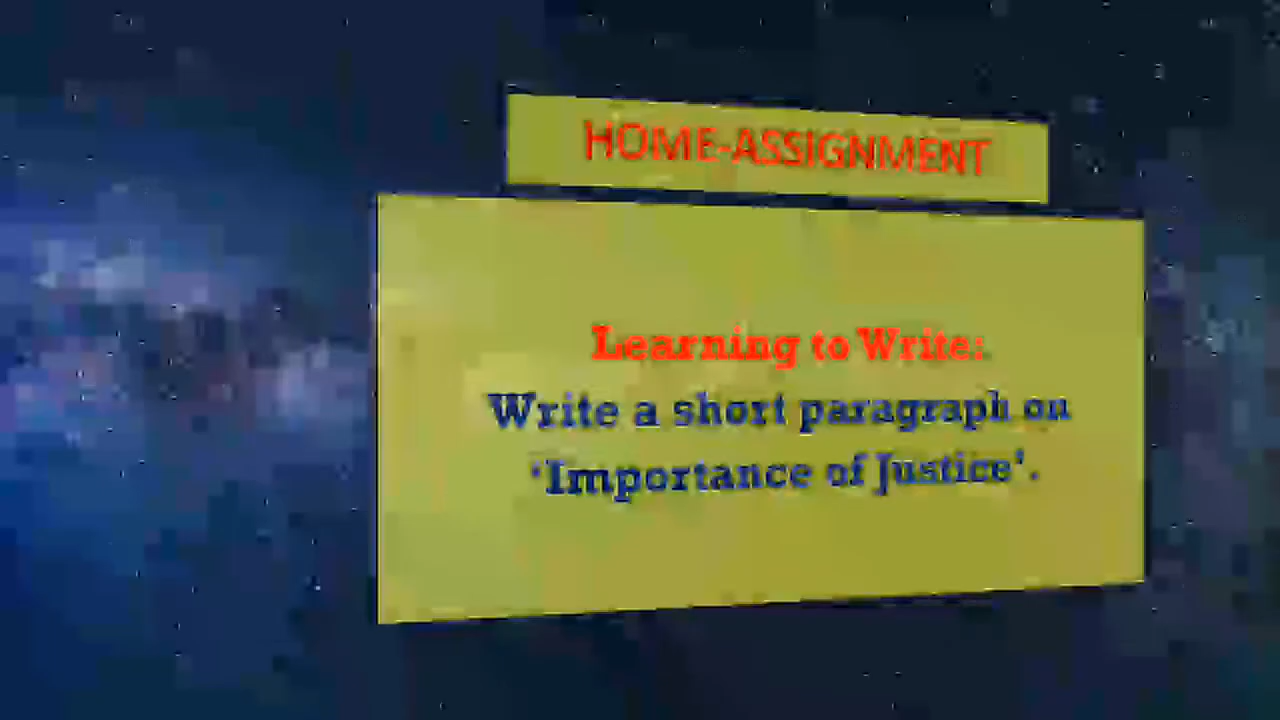 HOME-ASSIGNMENT
Learning to Write:
Write a short paragraph on
'Importance of Justice'.